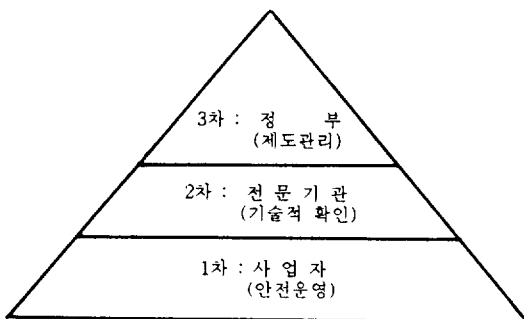 3차 : 정 부
(제도관리)
2차 : 전 문 기 관
(기술적 확인)
1차 : 사 업 자
(안전운영)